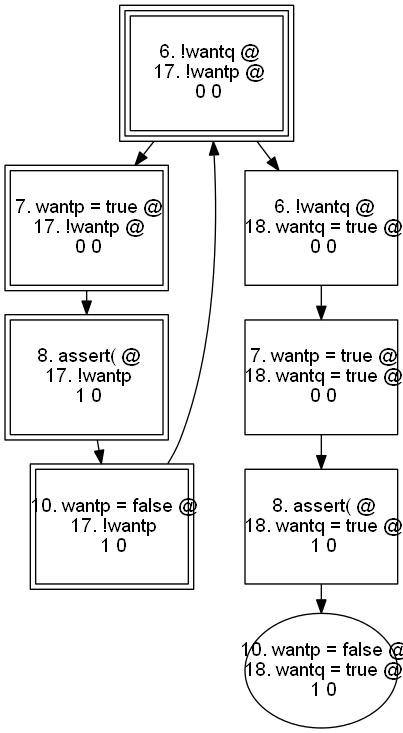 6. !wantq @
17. !wantp @
0 0
7. wantp = true @
17. !wantp @
0 0
6. !wantq @
18. wantq = true @
0 0
8. assert( @
17. !wantp
1 0
7. wantp = true @
18. wantq = true @
0 0
10. wantp = false @
17. !wantp
1 0
8. assert( @
18. wantq = true @
1 0
10. wantp = false @
18. wantq = true @
1 0